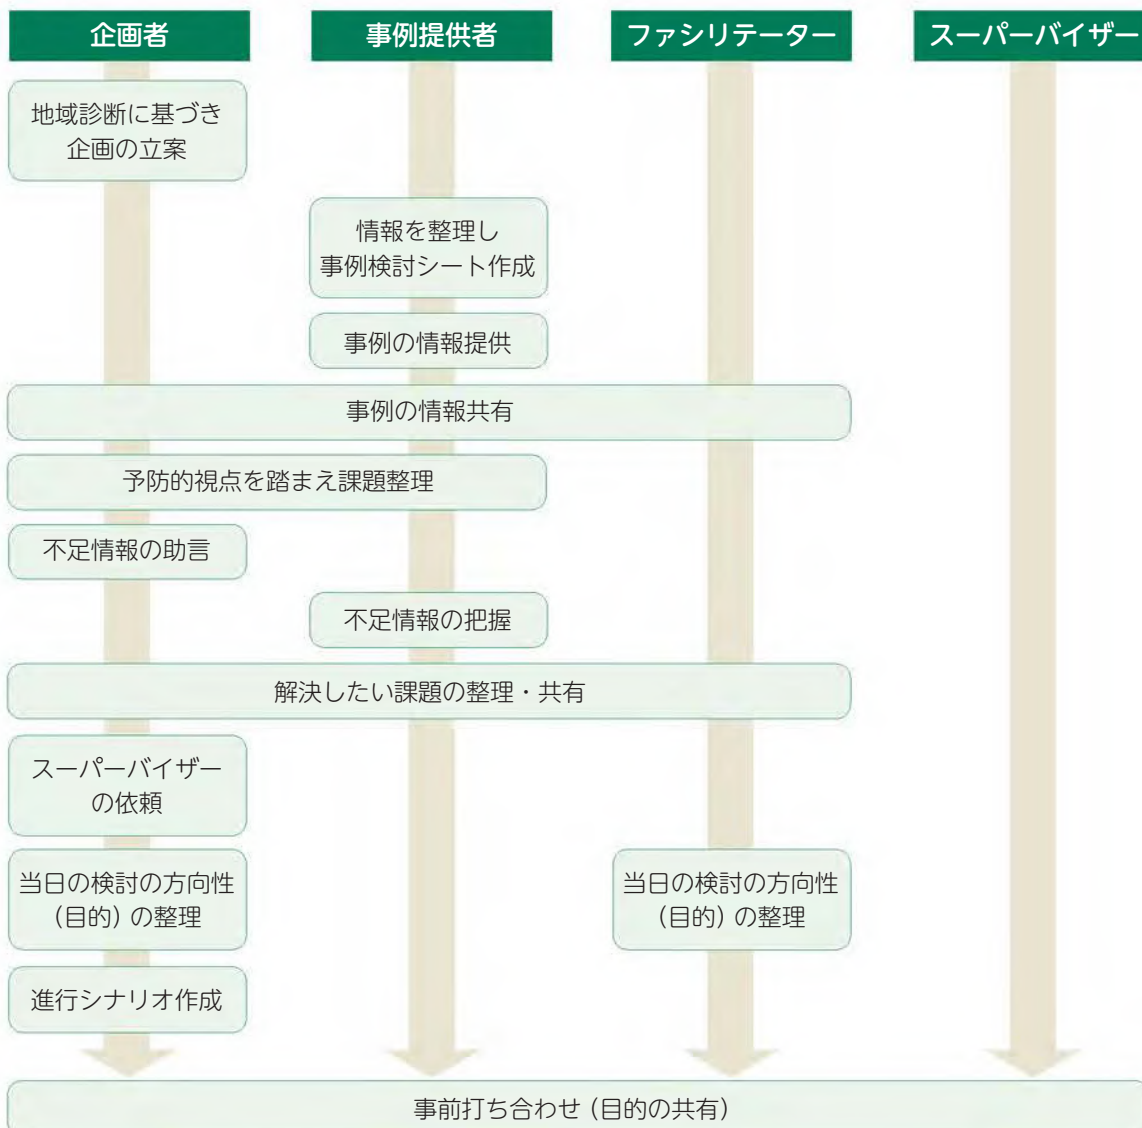 企画者
事例提供者
ファシリテーター
スーパーバイザー
地域診断に基づき
企画の立案
情報を整理し
事例検討シート作成
事例の情報提供
事例の情報共有
予防的視点を踏まえ課題整理
不足情報の助言
不足情報の把握
解決したい課題の整理・共有
スーパーバイザー
の依頼
当日の検討の方向性
（目的）の整理
当日の検討の方向性
（目的）の整理
進行シナリオ作成
事前打ち合わせ（目的の共有）